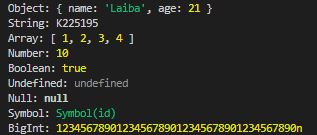 Object: { name: 'Laiba', age: 21 }
String: K225195
Array: [ 1, 2, 3, 4 ]
Number: 10
Boolean: true
Undefined: undefined
Null: null
Symbol: Symbol(id)
BigInt: 1234567890123456789012345678901234567890n